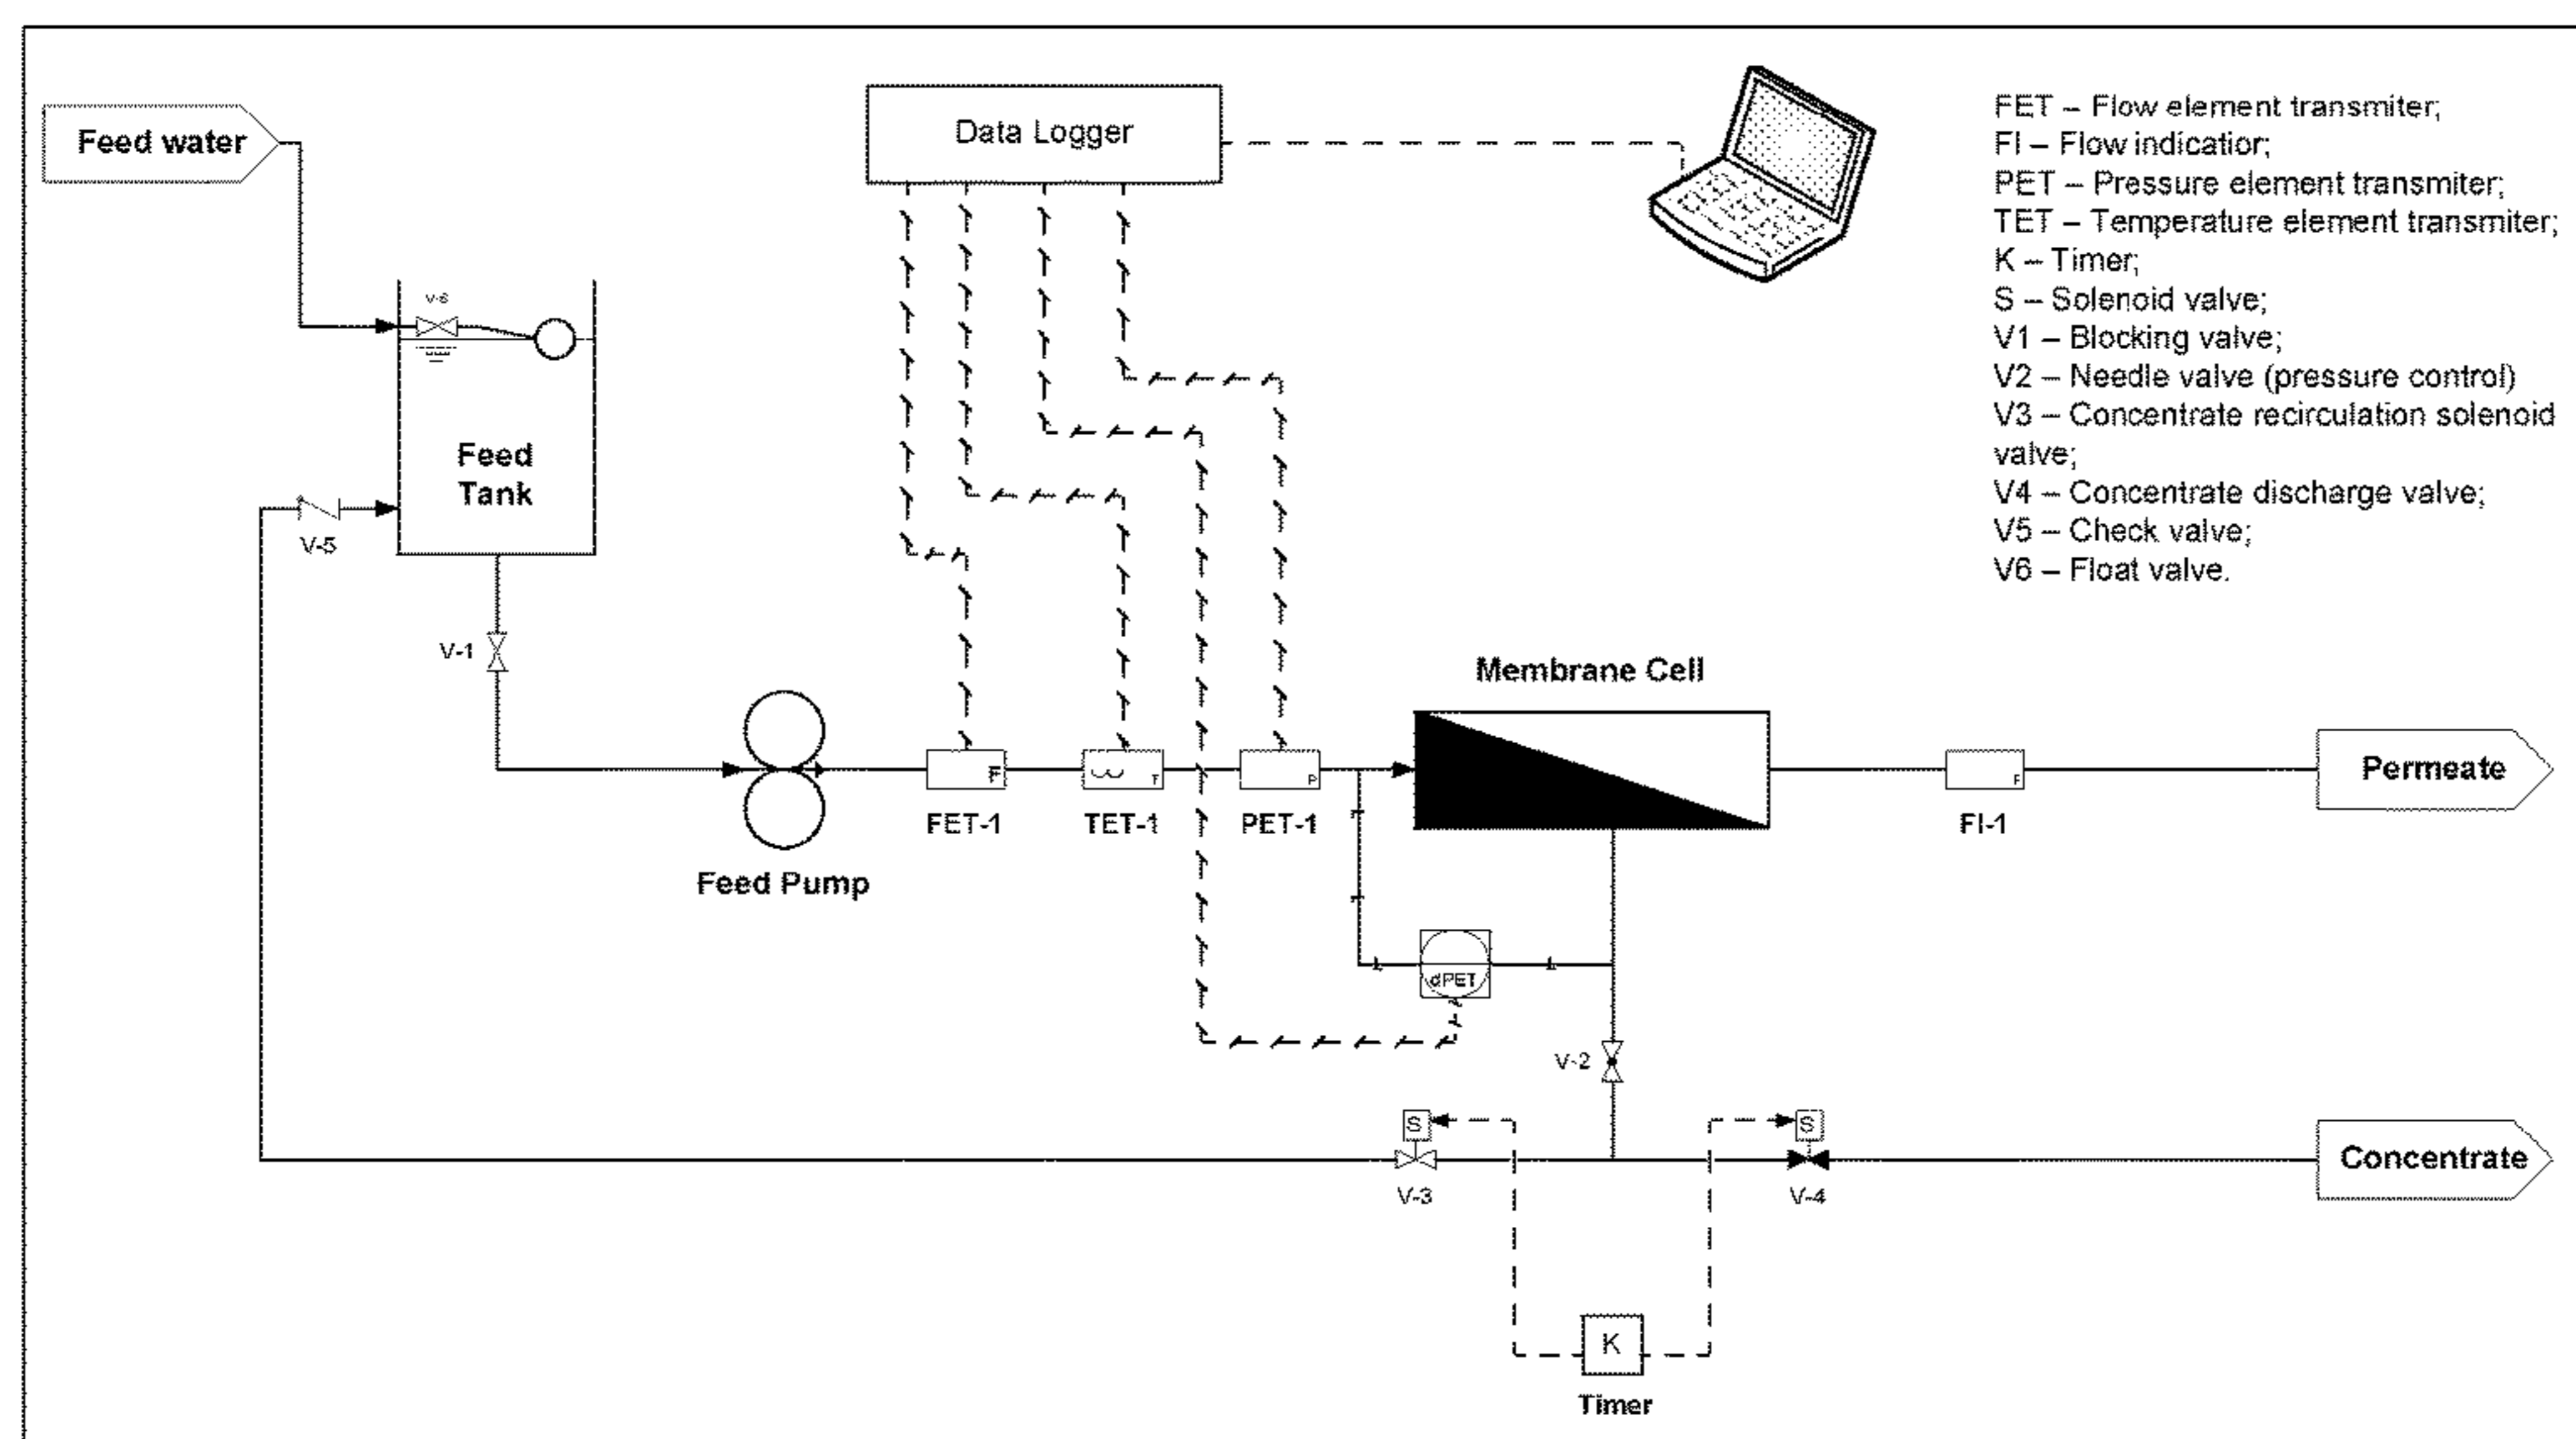 Feed water
Data Logger
FET – Flow element transmiter;
FI – Flow indicatior;
PET – Pressure element transmiter;
TET – Temperature element transmiter;
K – Timer;
S – Solenoid valve;
V1 – Blocking valve;
V2 – Needle valve (pressure control)
V3 – Concentrate recirculation solenoid
valve;
V4 – Concentrate discharge valve;
V5 – Check valve;
V6 – Float valve.
V-6
Feed
Tank
V-5
V-1
Membrane Cell
F
T
P
F
Permeate
FET-1
TET-1
PET-1
FI-1
Feed Pump
dPET
V-2
S
S
Concentrate
V-3
V-4
K
Timer